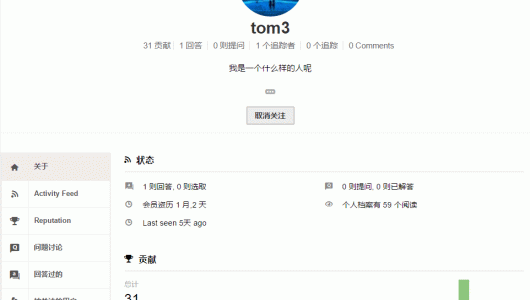 tom3
31 贡献 | 1 回答 | 0 则提问 | 1 个追踪者 | 0 个追踪 | 0 Comments
我是一个什么样的人呢
取消关注
关于
Activity Feed
Reputation
问题讨论
回答过的
状态
1 则回答, 0 则选取
0 则提问, 0 则已解答
会员资历 1 月,2 天
个人档案有 59 个阅读
Last seen 5天 ago
贡献
总计
31